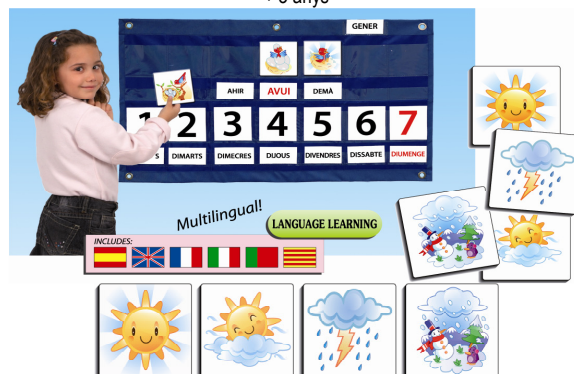 GENER
AHIR AVUI DEMÀ
2 3 4 5 6 7
S DIMARTS DIMECRES DIJOUS DIVENDRES DISSABTE DIUMENGE
Multilingual!
LANGUAGE LEARNING
INCLUDES: